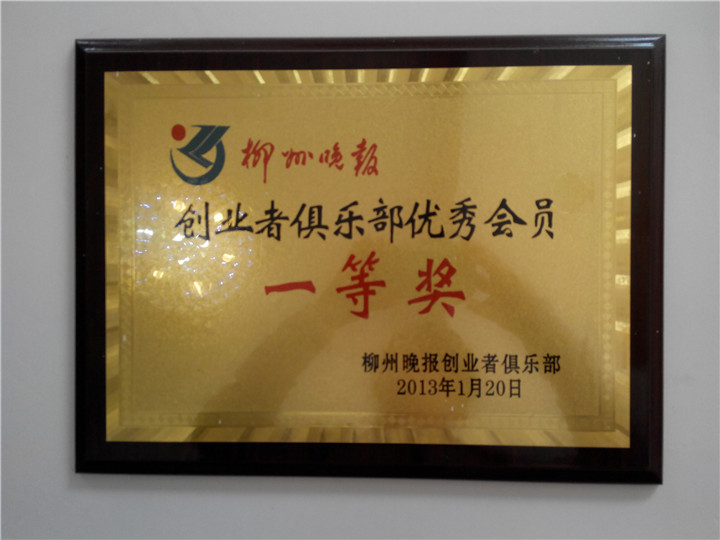 柳州晚报
创业者俱乐部优秀会员
一等奖
柳州晚报创业者俱乐部
2013年1月20日